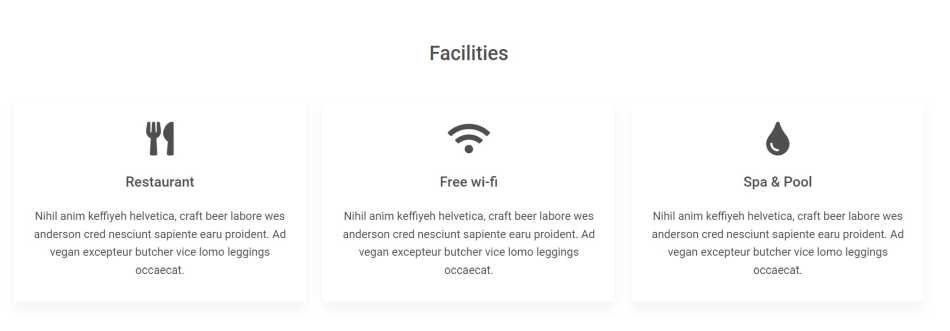 Facilities
Restaurant
Nihil anim keffiyeh helvetica, craft beer labore wes
anderson cred nesciunt sapiente earu proident. Ad
vegan excepteur butcher vice lomo leggings
occaecat.
Free wi-fi
Nihil anim keffiyeh helvetica, craft beer labore wes
anderson cred nesciunt sapiente earu proident. Ad
vegan excepteur butcher vice lomo leggings
occaecat.
Spa & Pool
Nihil anim keffiyeh helvetica, craft beer labore wes
anderson cred nesciunt sapiente earu proident. Ad
vegan excepteur butcher vice lomo leggings
occaecat.